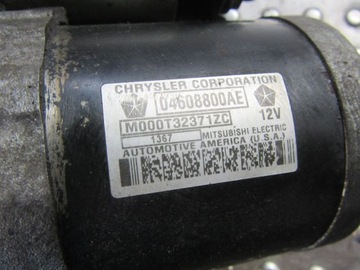 CHRYSLER CORPORATION
04608800AE
M000T32371ZC 12V
1367 MITSUBISHI ELECTRIC
AUTOMOTIVE AMERICA (U.S.A.)